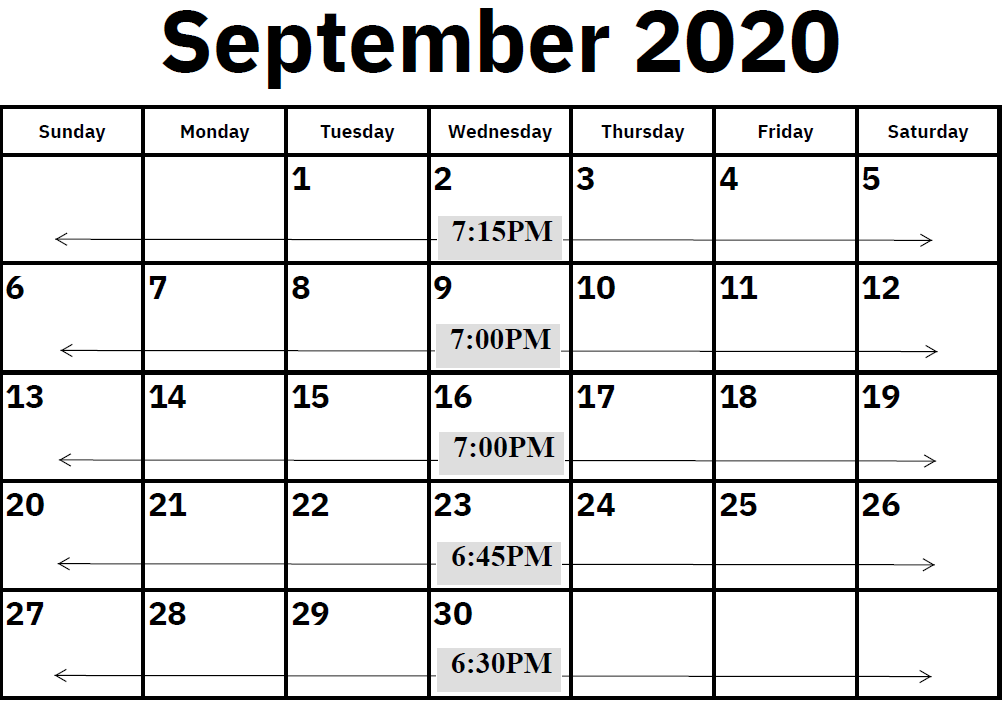 September 2020
Sunday Monday Tuesday Wednesday Thursday Friday Saturday
1 2 3 4 5
7:15PM
6 7 8 9 10 11 12
7:00PM
13 14 15 16 17 18 19
7:00PM
20 21 22 23 24 25 26
6:45PM
27 28 29 30
6:30PM